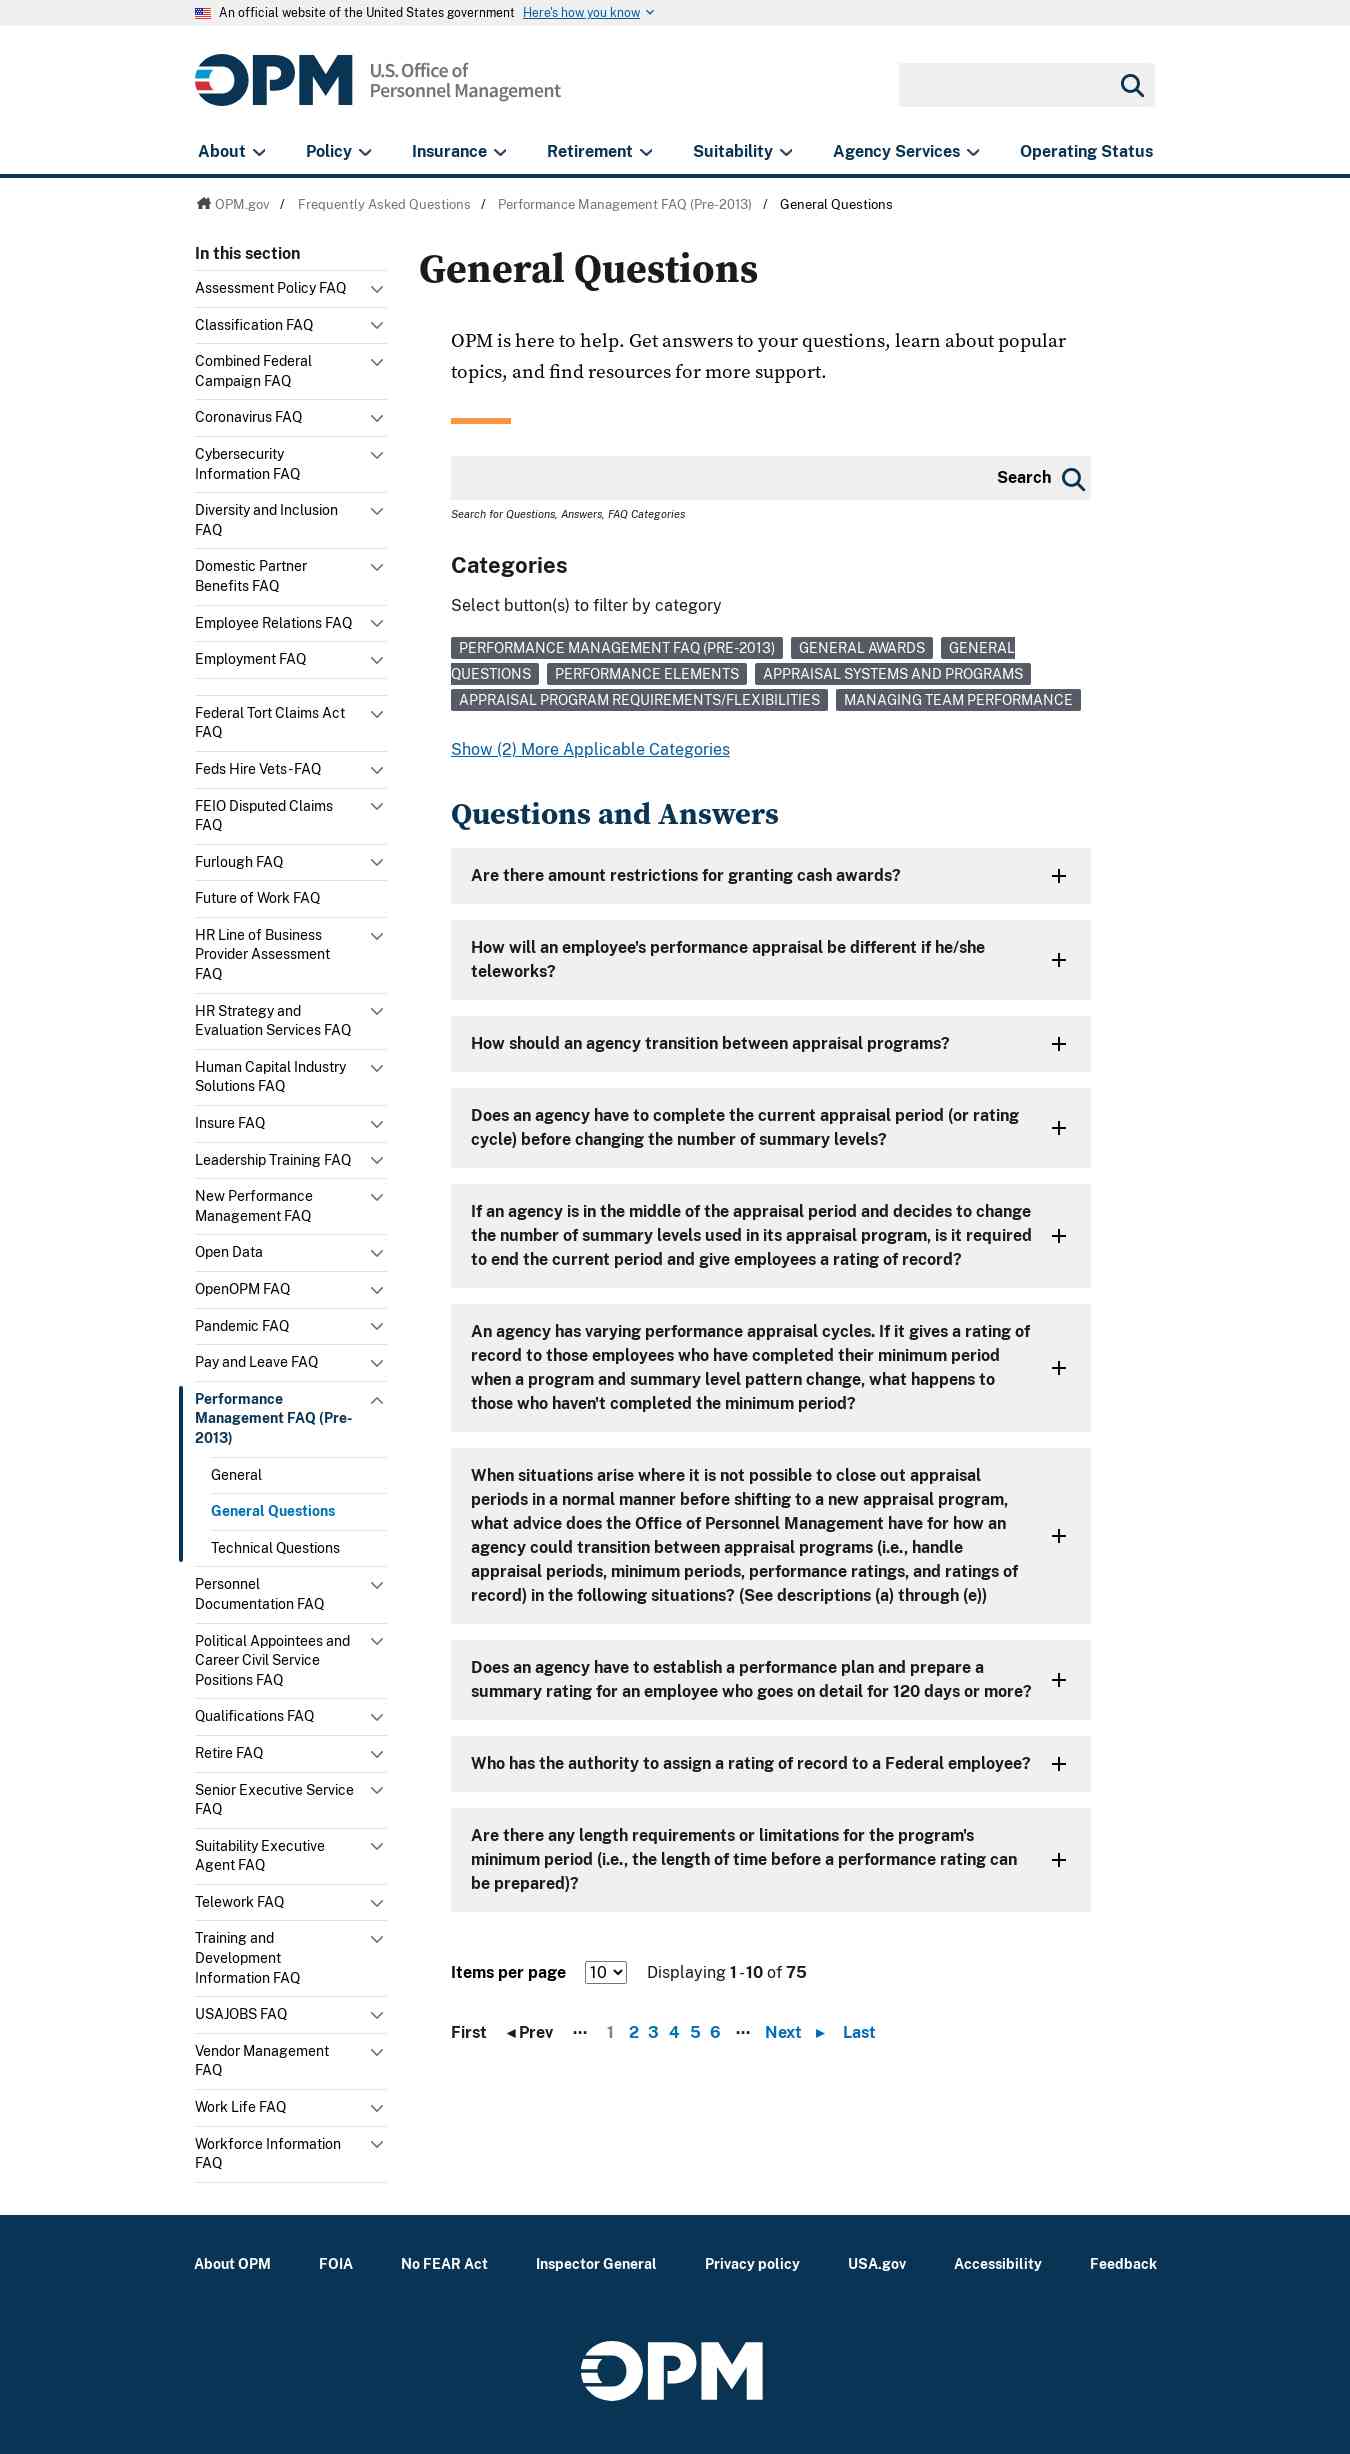 An official website of the United States government Here's how you know
OPM U.S. Office of
Personnel Management
About Policy Insurance Retirement Suitability Agency Services Operating Status
OPM.gov / Frequently Asked Questions / Performance Management FAQ (Pre-2013) / General Questions
In this section
Assessment Policy FAQ
Classification FAQ
Combined Federal
Campaign FAQ
Coronavirus FAQ
Cybersecurity
Information FAQ
Diversity and Inclusion
FAQ
Domestic Partner
Benefits FAQ
Employee Relations FAQ
Employment FAQ
Federal Tort Claims Act
FAQ
Feds Hire Vets-FAQ
FEIO Disputed Claims
FAQ
Furlough FAQ
Future of Work FAQ
HR Line of Business
Provider Assessment
FAQ
HR Strategy and
Evaluation Services FAQ
Human Capital Industry
Solutions FAQ
Insure FAQ
Leadership Training FAQ
New Performance
Management FAQ
Open Data
OpenOPM FAQ
Pandemic FAQ
Pay and Leave FAQ
Performance
Management FAQ (Pre-
2013)
General
General Questions
Technical Questions
Personnel
Documentation FAQ
Political Appointees and
Career Civil Service
Positions FAQ
Qualifications FAQ
Retire FAQ
Senior Executive Service
FAQ
Suitability Executive
Agent FAQ
Telework FAQ
Training and
Development
Information FAQ
USAJOBS FAQ
Vendor Management
FAQ
Work Life FAQ
Workforce Information
FAQ
General Questions
OPM is here to help. Get answers to your questions, learn about popular
topics, and find resources for more support.
Search
Search for Questions, Answers, FAQ Categories
Categories
Select button(s) to filter by category
PERFORMANCE MANAGEMENT FAQ (PRE-2013) GENERAL AWARDS GENERAL
QUESTIONS PERFORMANCE ELEMENTS APPRAISAL SYSTEMS AND PROGRAMS
APPRAISAL PROGRAM REQUIREMENTS/FLEXIBILITIES MANAGING TEAM PERFORMANCE
Show (2) More Applicable Categories
Questions and Answers
Are there amount restrictions for granting cash awards?
How will an employee's performance appraisal be different if he/she
teleworks?
How should an agency transition between appraisal programs?
Does an agency have to complete the current appraisal period (or rating
cycle) before changing the number of summary levels?
If an agency is in the middle of the appraisal period and decides to change
the number of summary levels used in its appraisal program, is it required
to end the current period and give employees a rating of record?
An agency has varying performance appraisal cycles. If it gives a rating of
record to those employees who have completed their minimum period
when a program and summary level pattern change, what happens to
those who haven't completed the minimum period?
When situations arise where it is not possible to close out appraisal
periods in a normal manner before shifting to a new appraisal program,
what advice does the Office of Personnel Management have for how an
agency could transition between appraisal programs (i.e., handle
appraisal periods, minimum periods, performance ratings, and ratings of
record) in the following situations? (See descriptions (a) through (e))
Does an agency have to establish a performance plan and prepare a
summary rating for an employee who goes on detail for 120 days or more?
Who has the authority to assign a rating of record to a Federal employee?
Are there any length requirements or limitations for the program's
minimum period (i.e., the length of time before a performance rating can
be prepared)?
Items per page 10 Displaying 1 - 10 of 75
First ◂ Prev ... 1 2 3 4 5 6 ... Next ▸ Last
About OPM FOIA No FEAR Act Inspector General Privacy policy USA.gov Accessibility Feedback
OPM